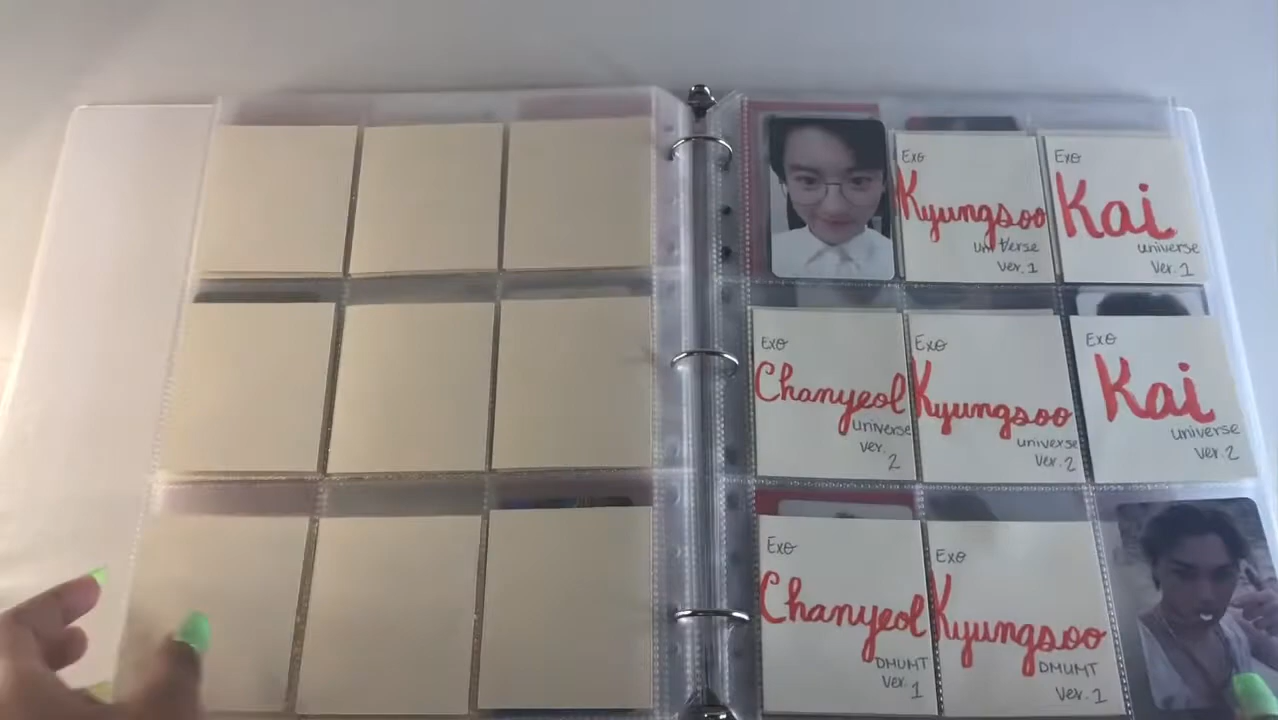 Exo
Kyungsoo
universe
ver. 1
Exo
Kai
universe
ver. 1
Exo
Chanyeol
universe
ver.
2
Exo
Kyungsoo
universe
ver. 2
Exo
Kai
universe
ver. 2
Exo
Chanyeol
DMUMT
ver. 1
Exo
Kyungsoo
DMUMT
ver. 1